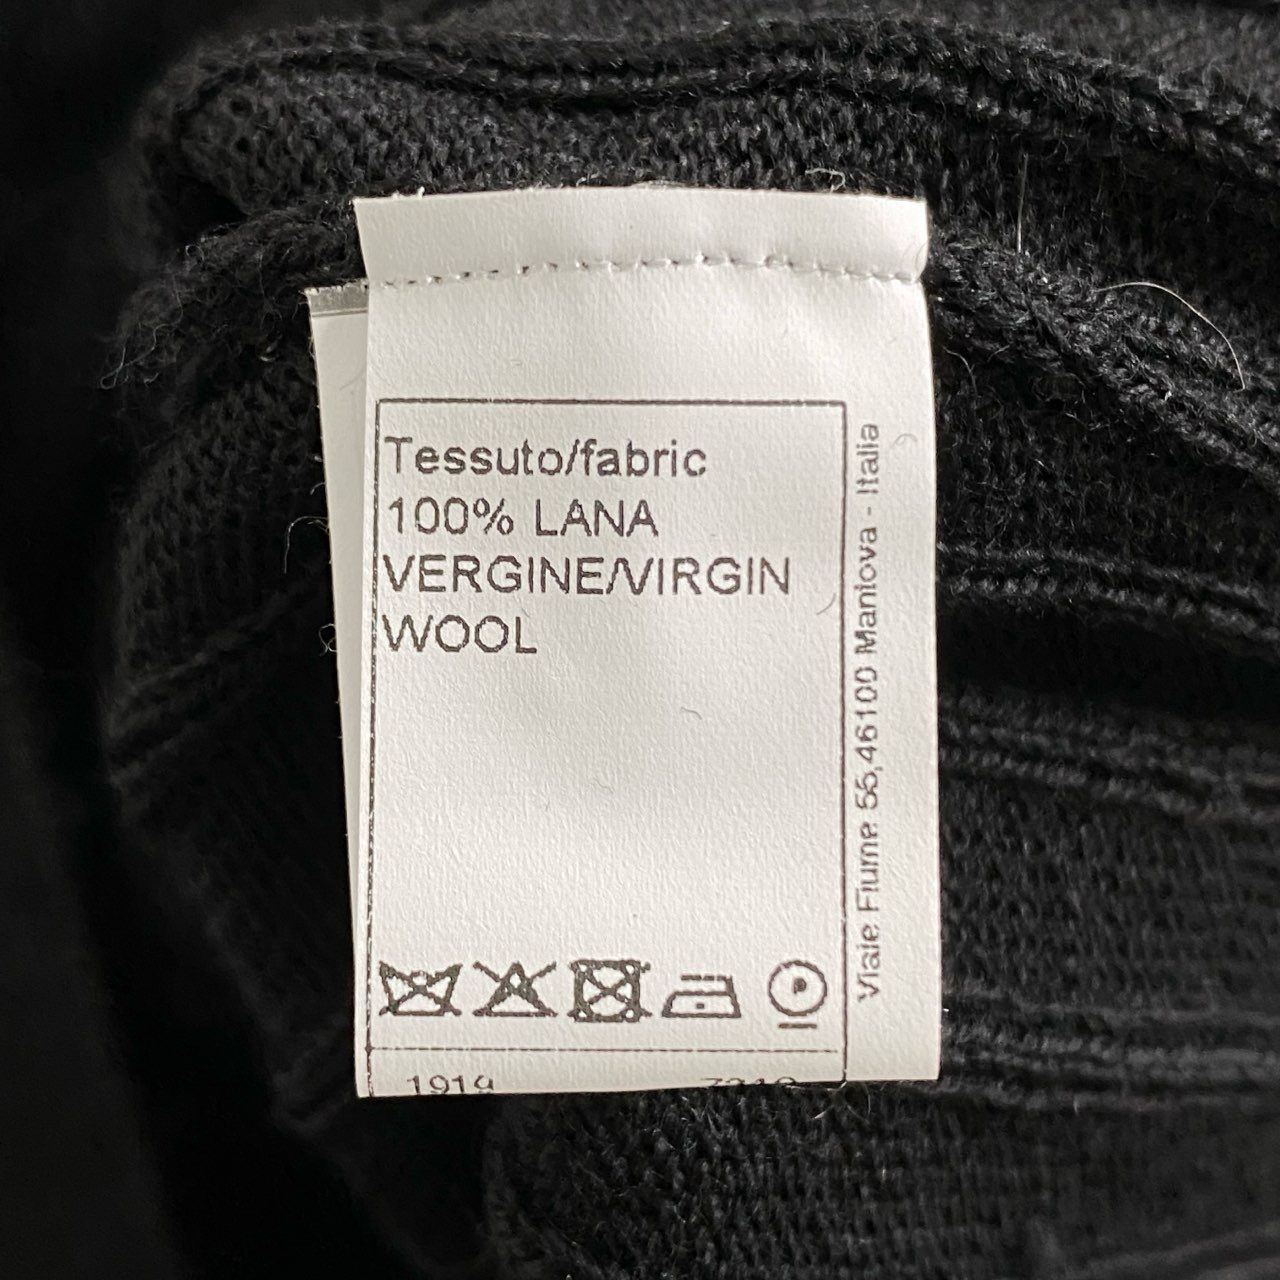 Tessuto/fabric
100% LANA
VERGINE/VIRGIN
WOOL
P
Viale Fiume 55,46100 Mantova - Italia
1919